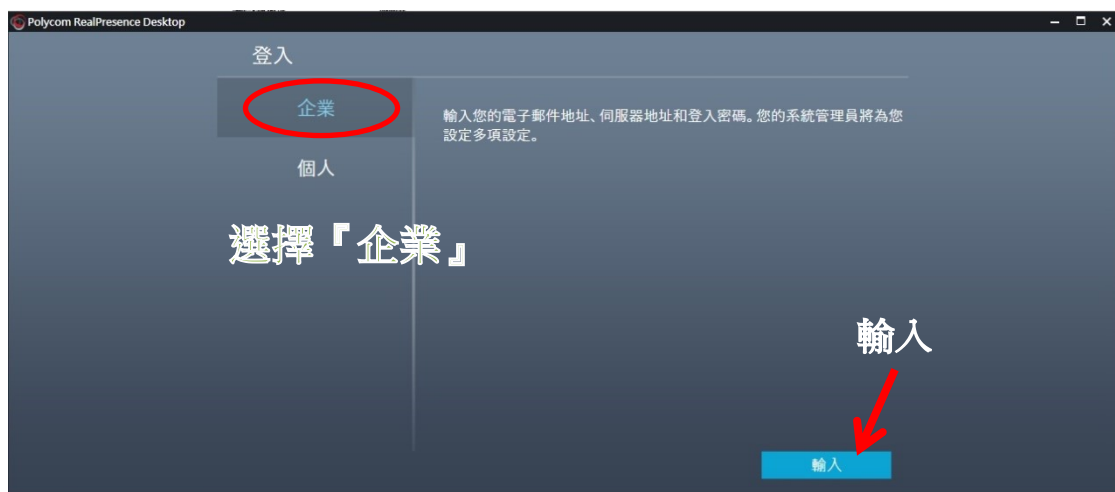 Polycom RealPresence Desktop
登入
企業
輸入您的電子郵件地址、伺服器地址和登入密碼。您的系統管理員將為您
設定多項設定。
個人
選擇『企業』
輸入
輸入